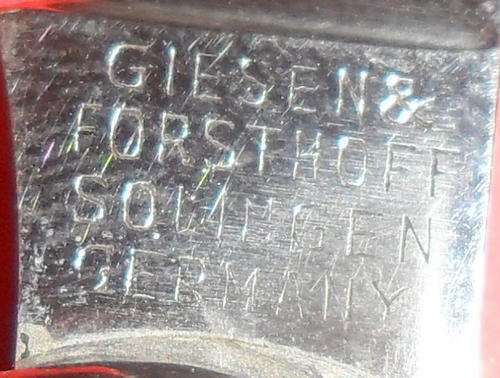 GIESEN &
FORSTHOFF
SOLINGEN
GERMANY